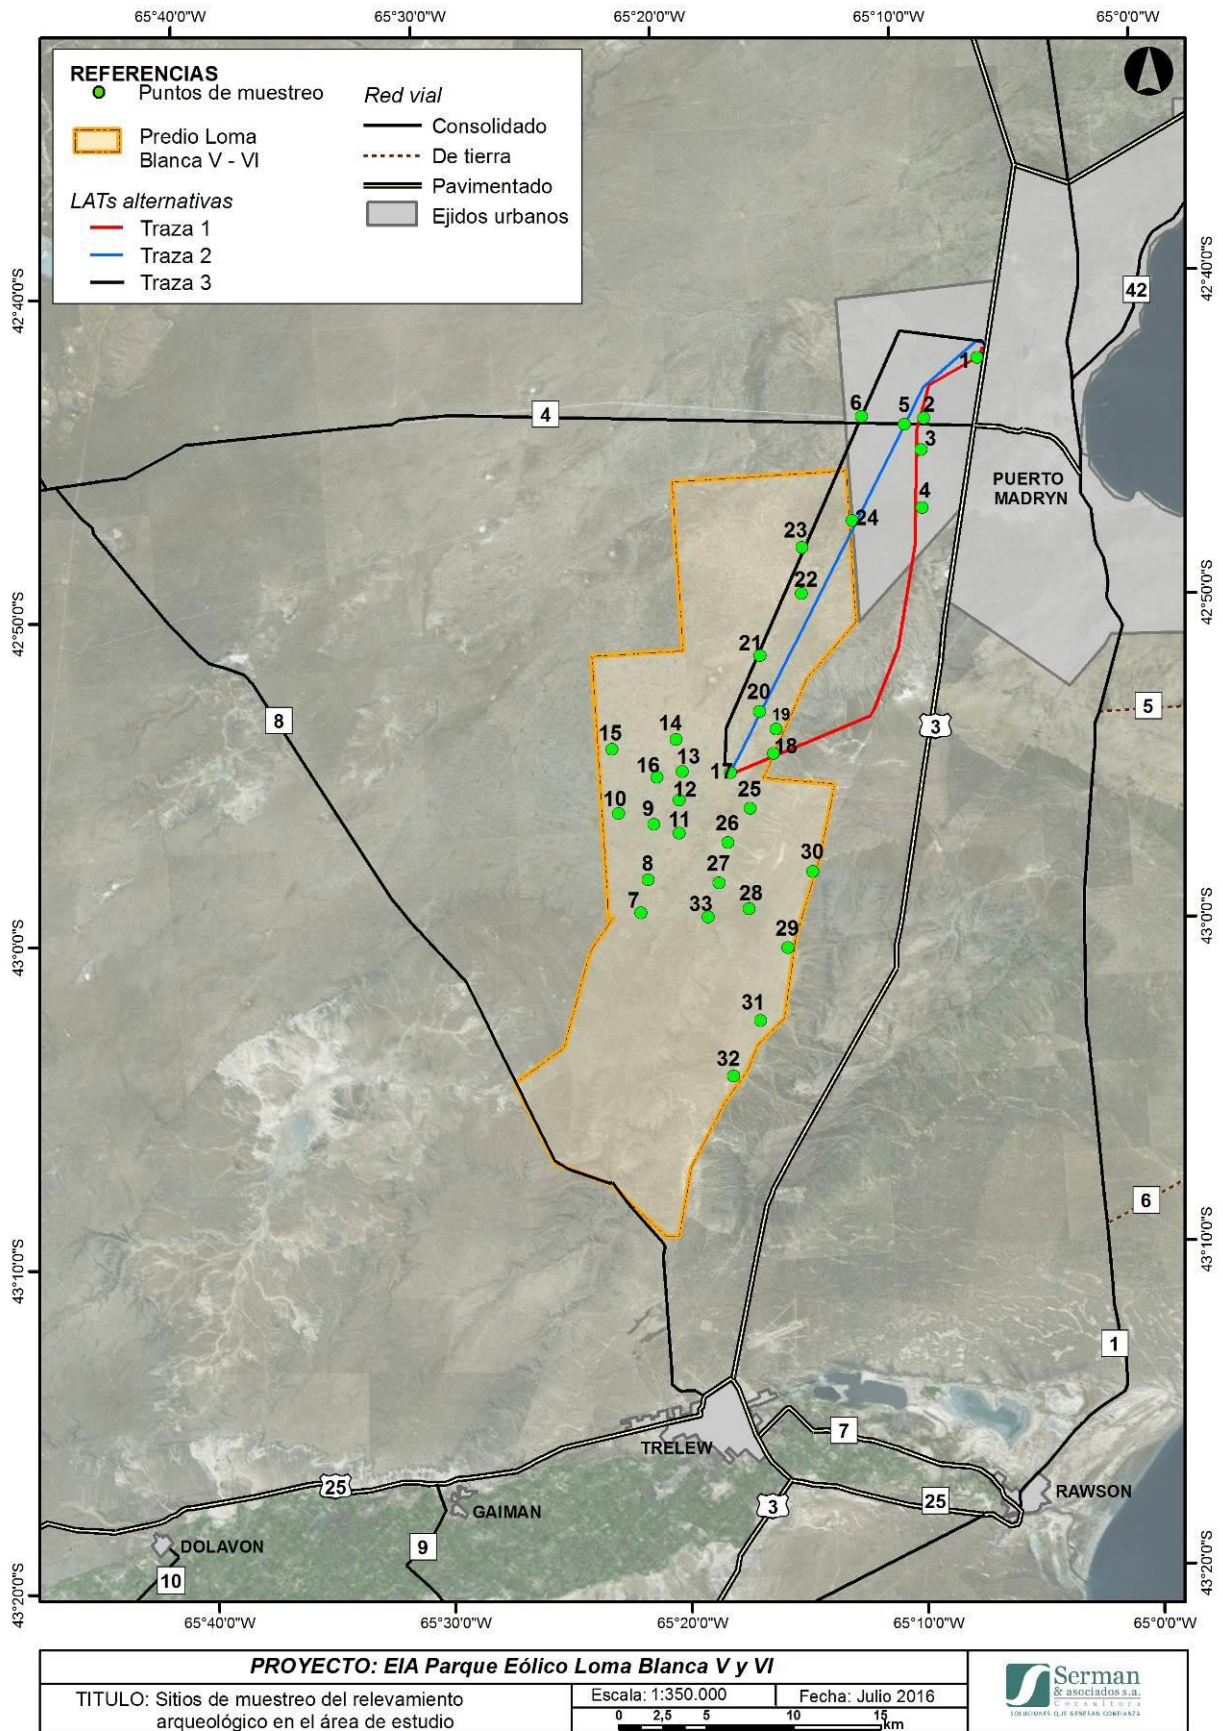 65°40'0"W
65°30'0"W
65°20'0"W
65°10'0"W
65°0'0"W
REFERENCIAS
Puntos de muestreo
Predio Loma
Blanca V - VI
LATs alternativas
Traza 1
Traza 2
Traza 3
Red vial
Consolidado
De tierra
Pavimentado
Ejidos urbanos
42°40'0"S
42°40'0"S
42
1
6
5
2
4
3
PUERTO
MADRYN
4
24
23
22
42°50'0"S
42°50'0"S
21
20
19
5
8
3
14
15
18
13
16
17
12
25
10
9
11
26
30
8
27
7
28
33
43°0'0"S
43°0'0"S
29
31
32
6
43°10'0"S
43°10'0"S
1
7
TRELEW
25
GAIMAN
3
25
RAWSON
DOLAVON
9
10
43°20'0"S
43°20'0"S
65°40'0"W
65°30'0"W
65°20'0"W
65°10'0"W
65°0'0"W
PROYECTO: EIA Parque Eólico Loma Blanca V y VI
TITULO: Sitios de muestreo del relevamiento
arqueológico en el área de estudio
Escala: 1:350.000
Fecha: Julio 2016
0 2,5 5 10 15
km
Serman
& asociados s.a.
Consultora
SOLUCIONES QUE GENERAN CONFIANZA